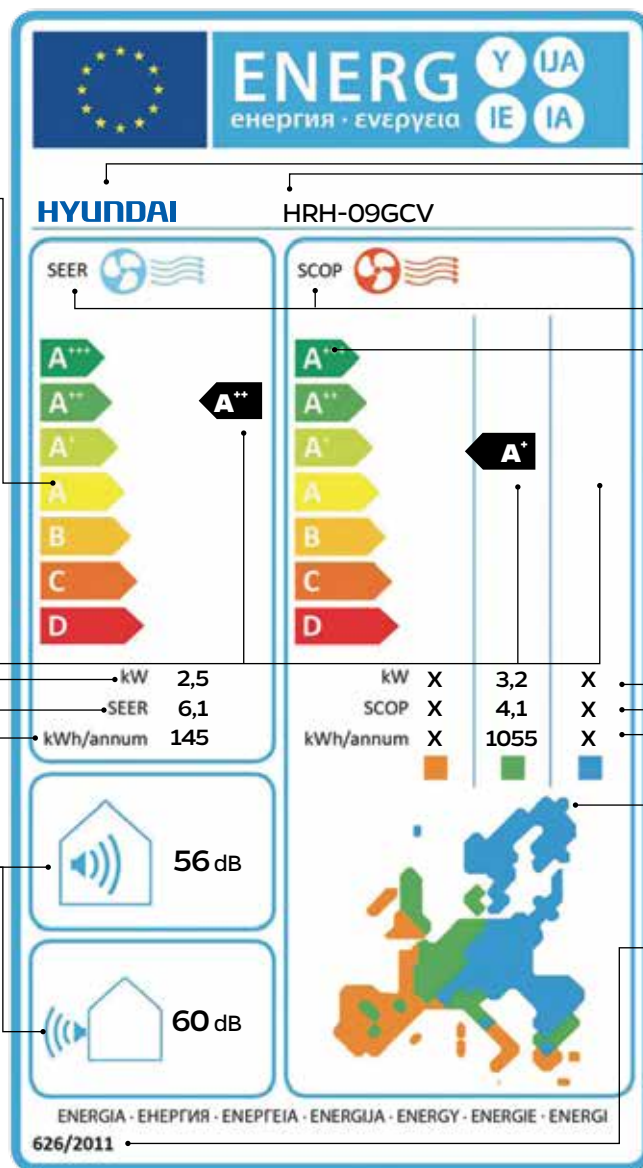 ENERG Y IJA
енергия · ενεργεια IE IA
HYUNDAI HRH-09GCV
SEER
A+++
A++
A+
A
B
C
D
A++
kW 2,5
SEER 6,1
kWh/annum 145
SCOP
A+++
A++
A+
A
B
C
D
A+
kW X 3,2 X
SCOP X 4,1 X
kWh/annum X 1055 X
56 dB
60 dB
ENERGIA · ЕНЕРГИЯ · ΕΝΕΡΓΕΙΑ · ENERGIJA · ENERGY · ENERGIE · ENERGI
626/2011